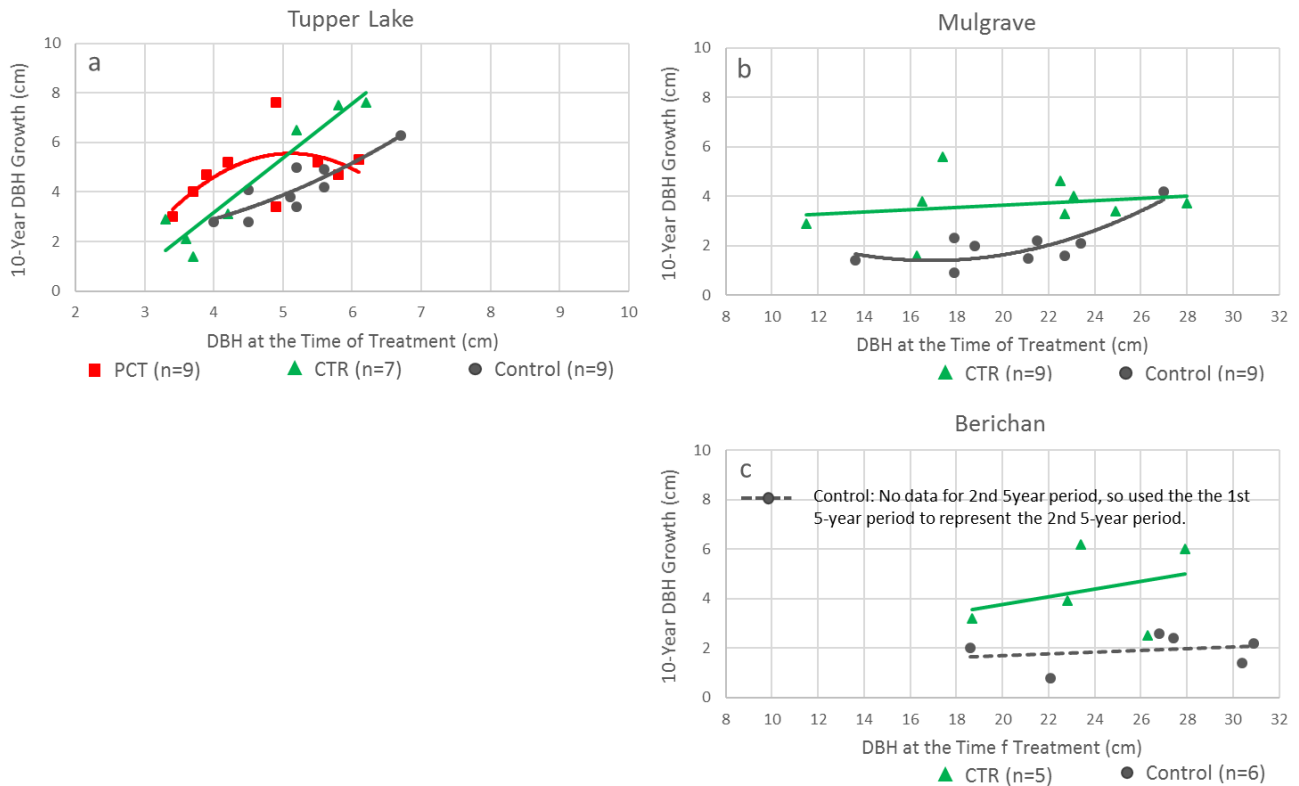 Tupper Lake
a
10-Year DBH Growth (cm)
10
8
6
4
2
0
2 3 4 5 6 7 8 9 10
DBH at the Time of Treatment (cm)
PCT (n=9) CTR (n=7) Control (n=9)
Mulgrave
b
10-Year DBH Growth (cm)
10
8
6
4
2
0
8 10 12 14 16 18 20 22 24 26 28 30 32
DBH at the Time of Treatment (cm)
CTR (n=9) Control (n=9)
Berichan
c
10-Year DBH Growth (cm)
10
8
6
4
2
0
Control: No data for 2nd 5year period, so used the the 1st
5-year period to represent the 2nd 5-year period.
8 10 12 14 16 18 20 22 24 26 28 30 32
DBH at the Time f Treatment (cm)
CTR (n=5) Control (n=6)